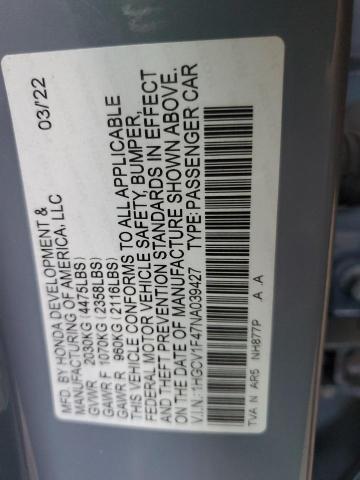 MFD. BY HONDA DEVELOPMENT & 03/'22
MANUFACTURING OF AMERICA, LLC
GVWR 2030KG (4475LBS)
GAWR F 1070KG (2358LBS)
GAWR R 960KG (2116LBS)
THIS VEHICLE CONFORMS TO ALL APPLICABLE
FEDERAL MOTOR VEHICLE SAFETY, BUMPER,
AND THEFT PREVENTION STANDARDS IN EFFECT
ON THE DATE OF MANUFACTURE SHOWN ABOVE.
V.I.N.: 1HGCV1F47NA039427 TYPE: PASSENGER CAR
TVA N AR5 NH877P A A